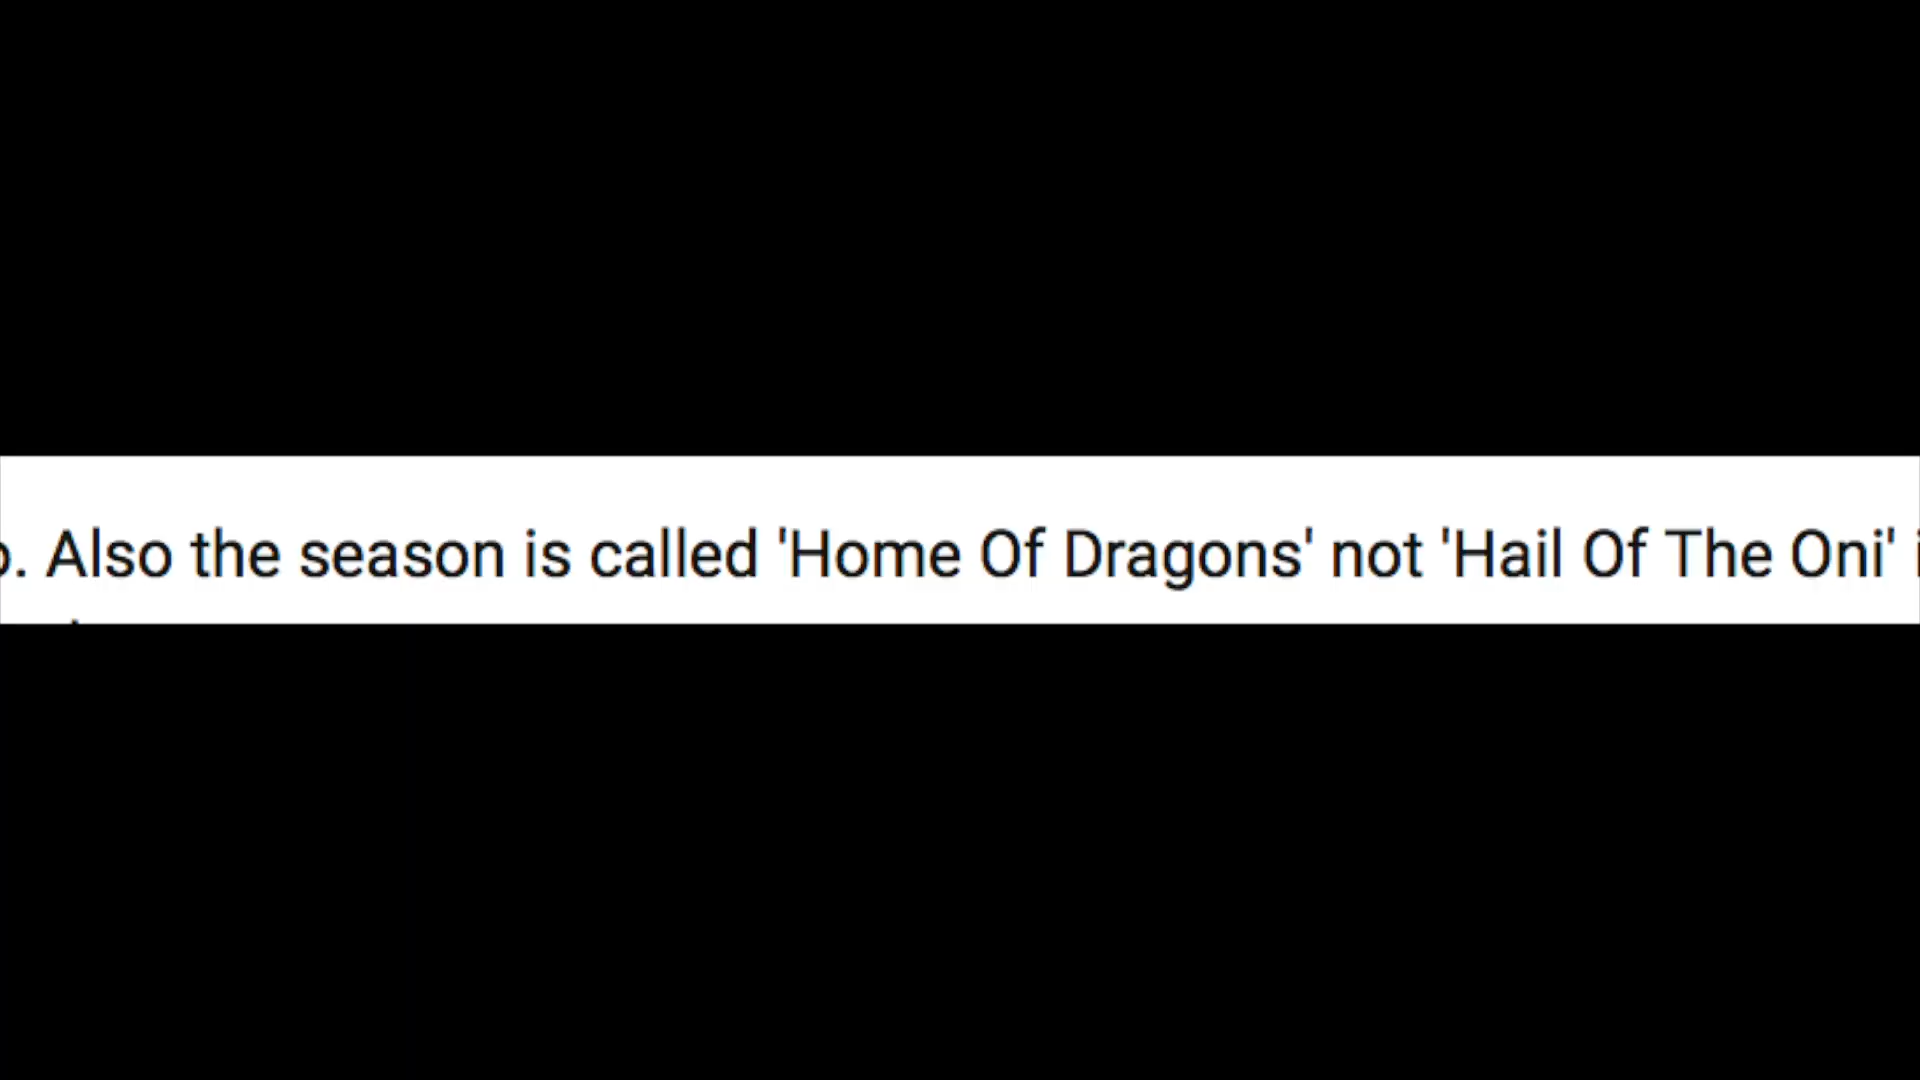 . Also the season is called 'Home Of Dragons' not 'Hail Of The Oni'